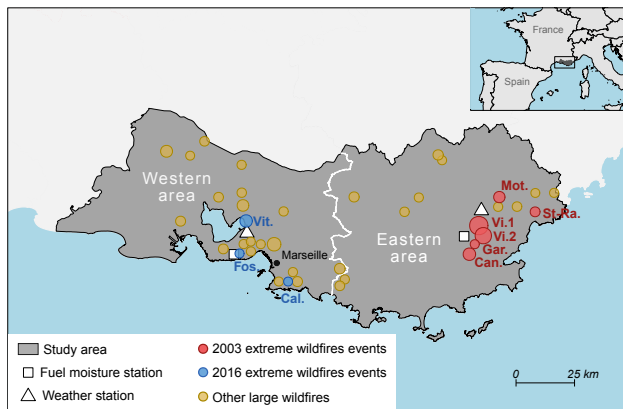 France
Spain
Western
area
Mot.
St-Ra.
Vit.
Vi.1
Eastern
area
Vi.2
Gar.
Marseille
Can.
Fos.
Cal.
Study area
2003 extreme wildfires events
Fuel moisture station
2016 extreme wildfires events
Weather station
Other large wildfires
0 25 km